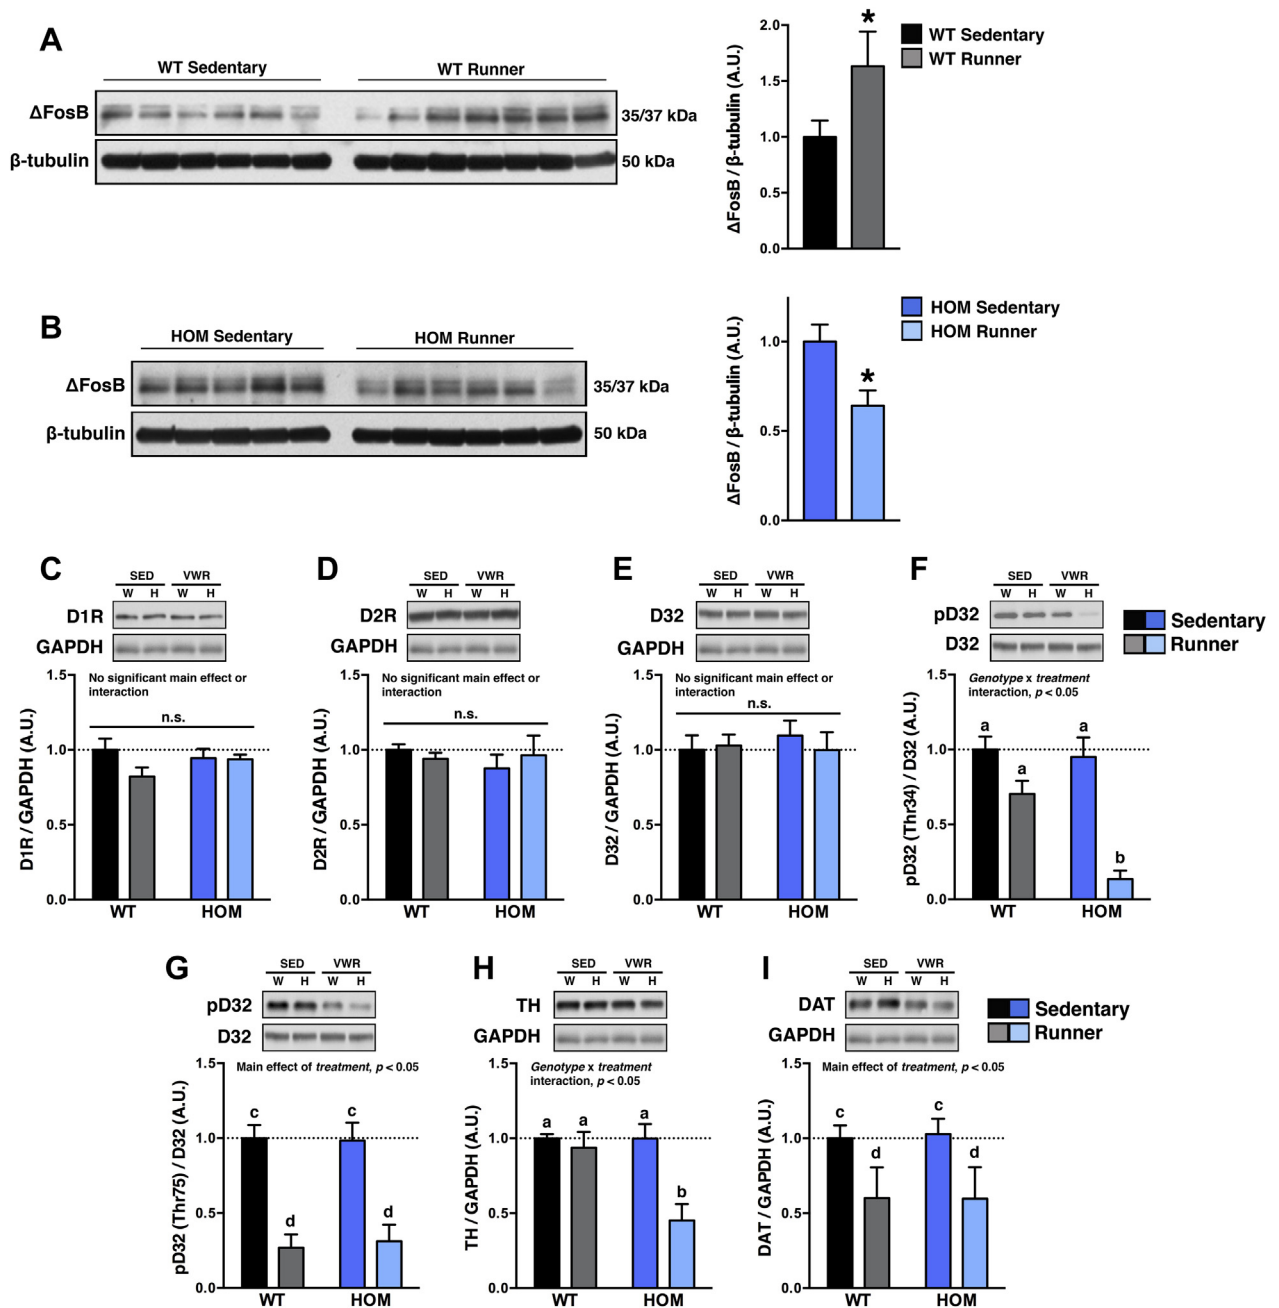 A
WT Sedentary
WT Runner
ΔFosB
35/37 kDa
β-tubulin
50 kDa
ΔFosB / β-tubulin (A.U.)
2.0
1.5
1.0
0.5
0.0
*
WT Sedentary
WT Runner
B
HOM Sedentary
HOM Runner
ΔFosB
35/37 kDa
β-tubulin
50 kDa
ΔFosB / β-tubulin (A.U.)
1.0
0.5
0.0
*
HOM Sedentary
HOM Runner
C
SED VWR
W H W H
D1R
GAPDH
No significant main effect or
interaction
n.s.
D1R / GAPDH (A.U.)
1.5
1.0
0.5
0.0
WT HOM
D
SED VWR
W H W H
D2R
GAPDH
No significant main effect or
interaction
n.s.
D2R / GAPDH (A.U.)
1.5
1.0
0.5
0.0
WT HOM
E
SED VWR
W H W H
D32
GAPDH
No significant main effect or
interaction
n.s.
D32 / GAPDH (A.U.)
1.5
1.0
0.5
0.0
WT HOM
F
SED VWR
W H W H
pD32
D32
Sedentary
Runner
Genotype x treatment
interaction, p < 0.05
a a a b
pD32 (Thr34) / D32 (A.U.)
1.5
1.0
0.5
0.0
WT HOM
G
SED VWR
W H W H
pD32
D32
Main effect of treatment, p < 0.05
c d c d
pD32 (Thr75) / D32 (A.U.)
1.5
1.0
0.5
0.0
WT HOM
H
SED VWR
W H W H
TH
GAPDH
Genotype x treatment
interaction, p < 0.05
a a a b
TH / GAPDH (A.U.)
1.5
1.0
0.5
0.0
WT HOM
I
SED VWR
W H W H
DAT
GAPDH
Sedentary
Runner
Main effect of treatment, p < 0.05
c d c d
DAT / GAPDH (A.U.)
1.5
1.0
0.5
0.0
WT HOM